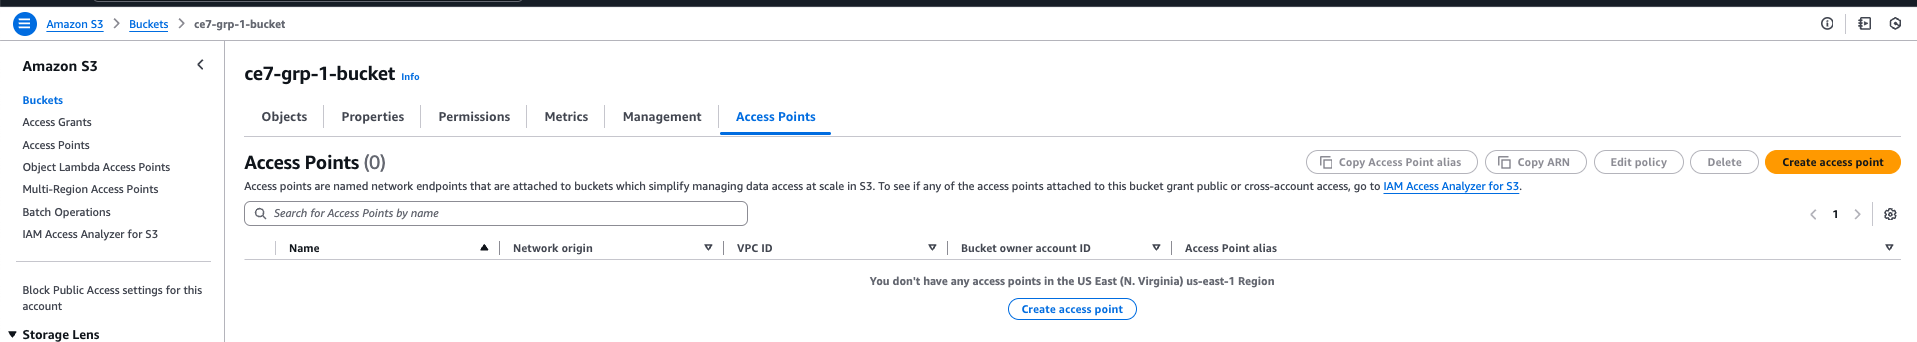 Amazon S3 > Buckets > ce7-grp-1-bucket
Amazon S3
Buckets
Access Grants
Access Points
Object Lambda Access Points
Multi-Region Access Points
Batch Operations
IAM Access Analyzer for S3
Block Public Access settings for this
account
Storage Lens
ce7-grp-1-bucket Info
Objects Properties Permissions Metrics Management Access Points
Access Points (0)
Copy Access Point alias Copy ARN Edit policy Delete Create access point
Access points are named network endpoints that are attached to buckets which simplify managing data access at scale in S3. To see if any of the access points attached to this bucket grant public or cross-account access, go to IAM Access Analyzer for S3.
Search for Access Points by name
1
Name Network origin VPC ID Bucket owner account ID Access Point alias
You don't have any access points in the US East (N. Virginia) us-east-1 Region
Create access point